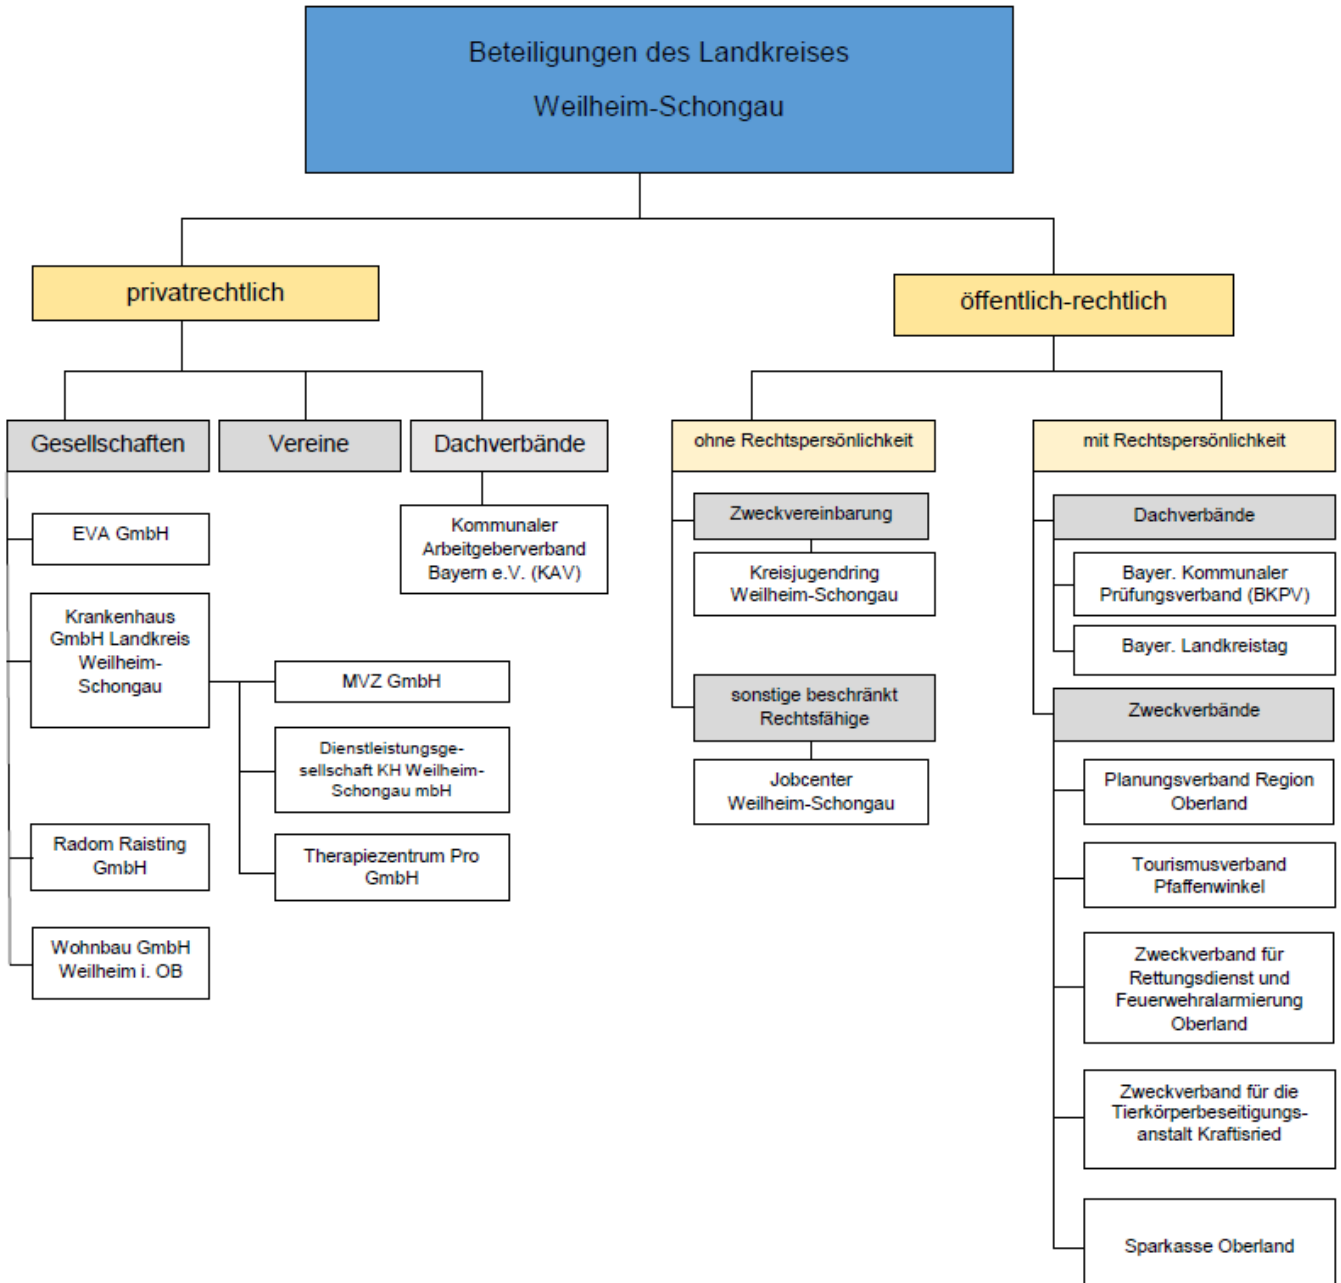 Beteiligungen des Landkreises
Weilheim-Schongau
privatrechtlich
öffentlich-rechtlich
Gesellschaften
Vereine
Dachverbände
ohne Rechtspersönlichkeit
mit Rechtspersönlichkeit
EVA GmbH
Krankenhaus
GmbH Landkreis
Weilheim-
Schongau
Radom Raisting
GmbH
Wohnbau GmbH
Weilheim i. OB
MVZ GmbH
Dienstleistungsge-
sellschaft KH Weilheim-
Schongau mbH
Therapiezentrum Pro
GmbH
Kommunaler
Arbeitgeberverband
Bayern e.V. (KAV)
Zweckvereinbarung
Kreisjugendring
Weilheim-Schongau
sonstige beschränkt
Rechtsfähige
Jobcenter
Weilheim-Schongau
Dachverbände
Bayer. Kommunaler
Prüfungsverband (BKPV)
Bayer. Landkreistag
Zweckverbände
Planungsverband Region
Oberland
Tourismusverband
Pfaffenwinkel
Zweckverband für
Rettungsdienst und
Feuerwehralarmierung
Oberland
Zweckverband für die
Tierkörperbeseitigungs-
anstalt Kraftisried
Sparkasse Oberland